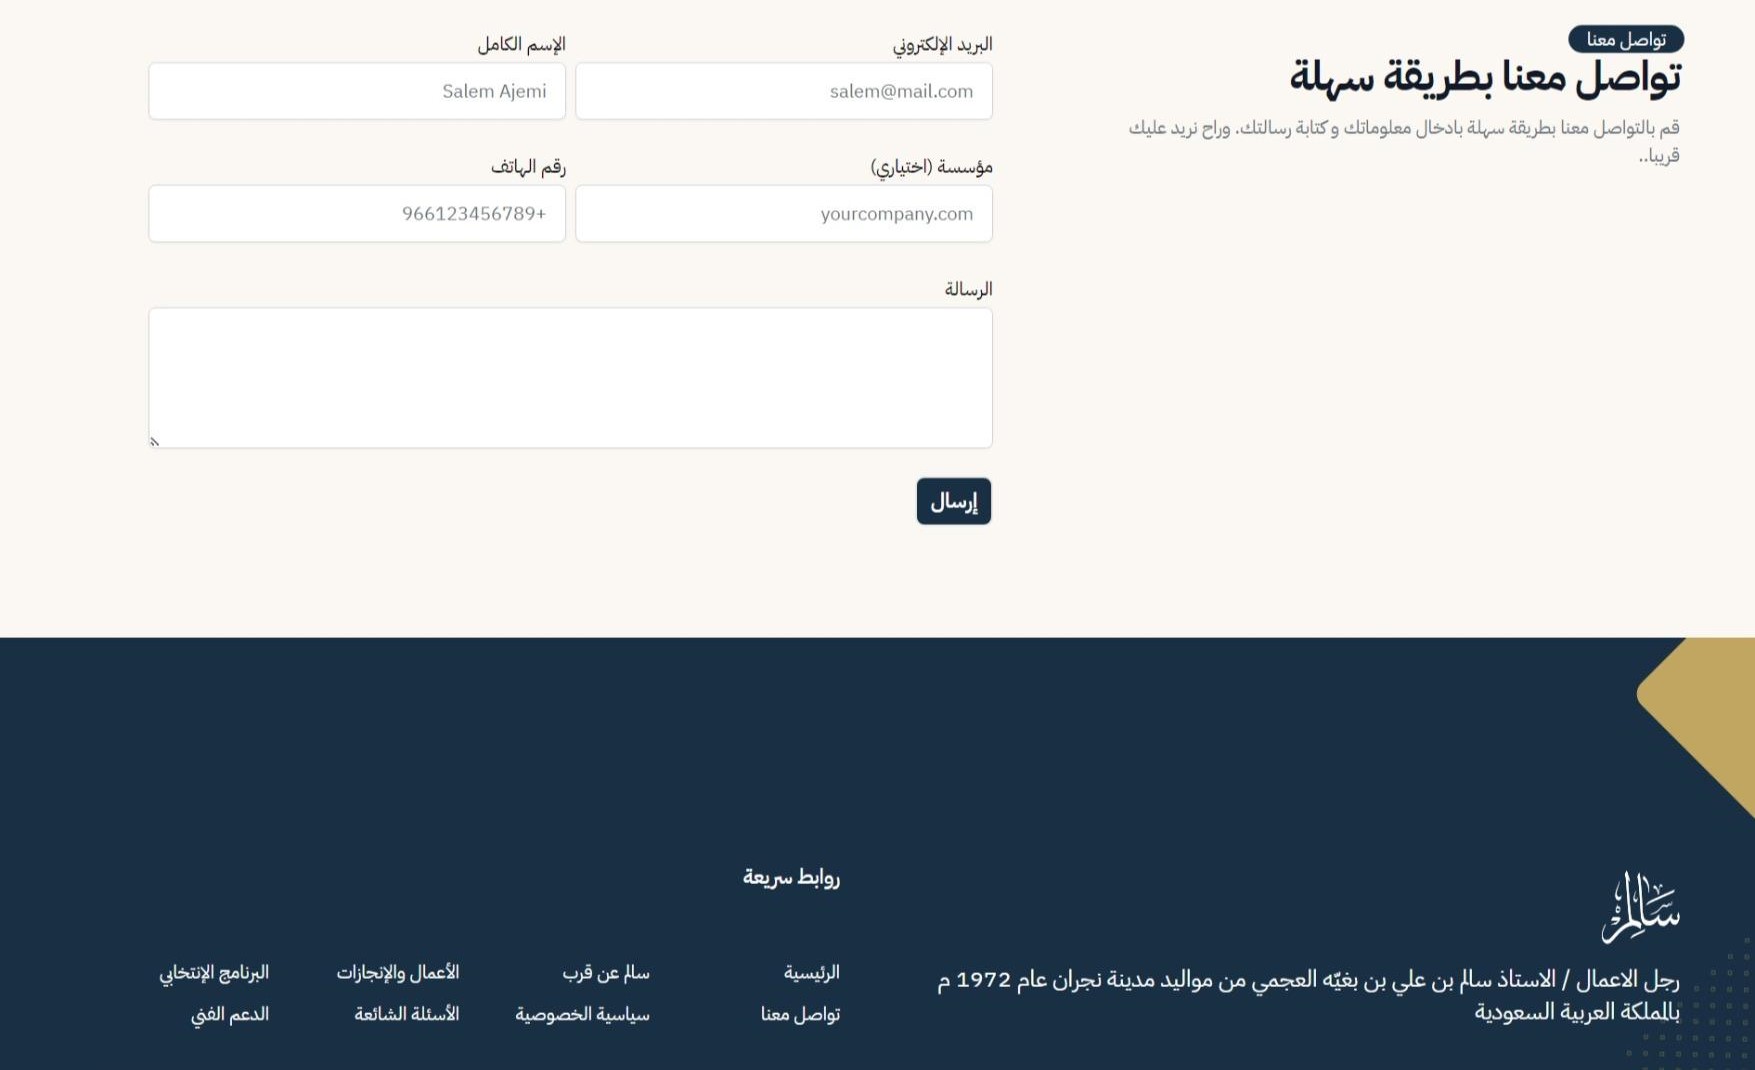 تواصل معنا
تواصل معنا بطريقة سهلة
قم بالتواصل معنا بطريقة سهلة بادخال معلوماتك و كتابة رسالتك. وراح نريد عليك
قريبا..
البريد الإلكتروني
الإسم الكامل
salem@mail.com
Salem Ajemi
مؤسسة (اختياري)
رقم الهاتف
yourcompany.com
966123456789+
الرسالة
إرسال
سالم
رجل الاعمال / الاستاذ سالم بن علي بن بغيّه العجمي من مواليد مدينة نجران عام 1972 م
بالمملكة العربية السعودية
روابط سريعة
الرئيسية
سالم عن قرب
الأعمال والإنجازات
البرنامج الإنتخابي
تواصل معنا
سياسية الخصوصية
الأسئلة الشائعة
الدعم الفني